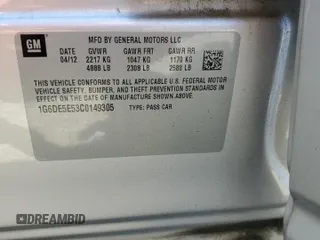 GM
MFD BY GENERAL MOTORS LLC
DATE GVWR GAWR FRT GAWR RR
04/12 2217 KG 1047 KG 1170 KG
4888 LB 2308 LB 2580 LB
THIS VEHICLE CONFORMS TO ALL APPLICABLE U.S. FEDERAL MOTOR
VEHICLE SAFETY, BUMPER, AND THEFT PREVENTION STANDARDS
IN EFFECT ON THE DATE OF MANUFACTURE SHOWN ABOVE.
1G6DE5E53C0149305 TYPE: PASS CAR
DREAMBID